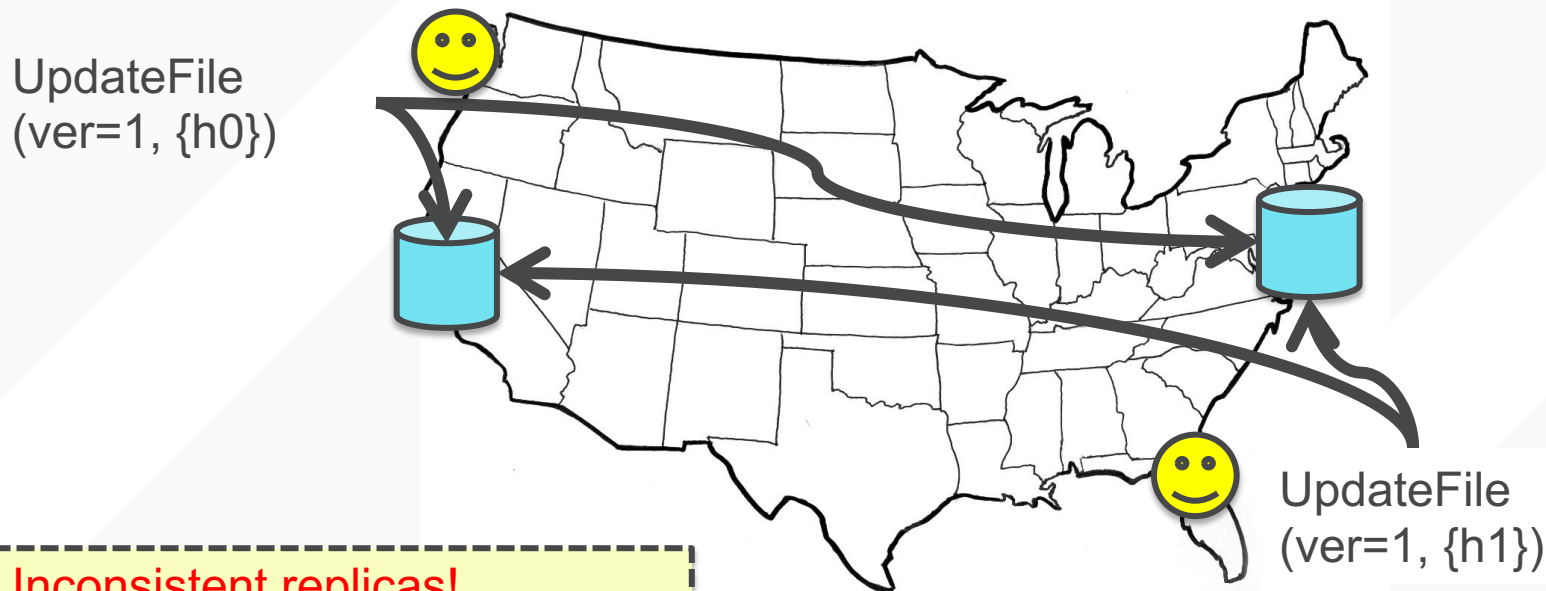 UpdateFile
(ver=1, {h0})
UpdateFile
(ver=1, {h1})
Inconsistent replicas!